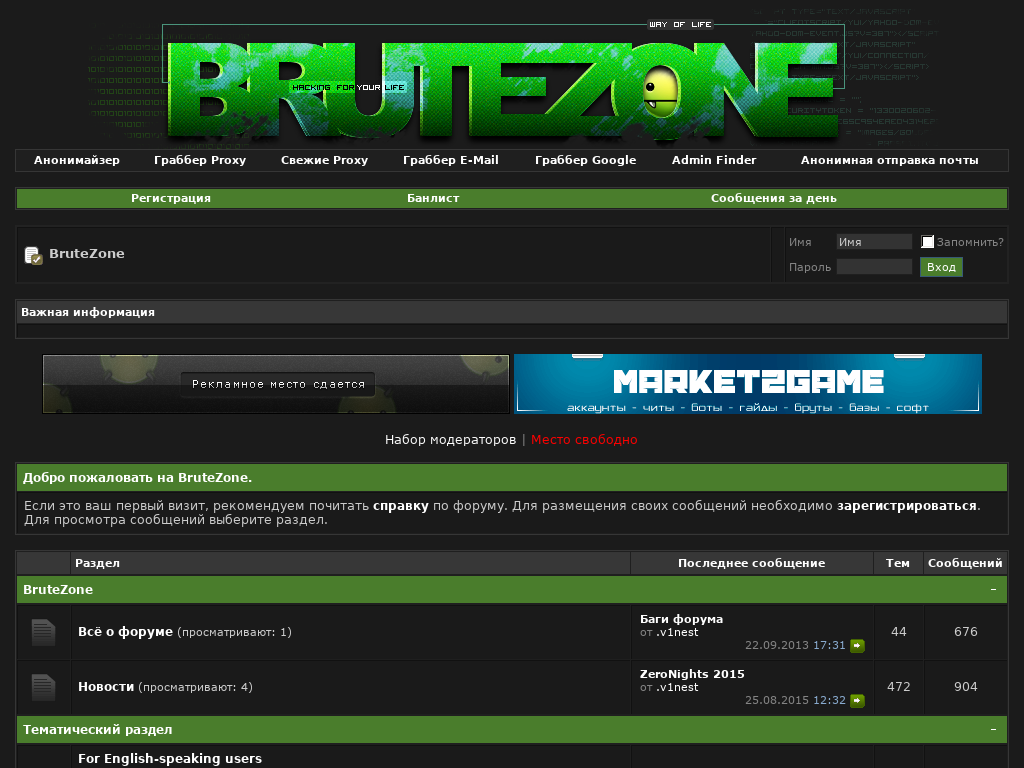 WAY OF LIFE
BRUTEZONE
HACKING FOR YOUR LIFE
Анонимайзер Граббер Proxy Свежие Proxy Граббер E-Mail Граббер Google Admin Finder Анонимная отправка почты
Регистрация Банлист Сообщения за день
BruteZone
Имя Имя Запомнить?
Пароль Вход
Важная информация
Рекламное место сдается
MARKET2GAME
аккаунты - читы - боты - гайды - бруты - базы - софт
Набор модераторов | Место свободно
Добро пожаловать на BruteZone.
Если это ваш первый визит, рекомендуем почитать справку по форуму. Для размещения своих сообщений необходимо зарегистрироваться.
Для просмотра сообщений выберите раздел.
Раздел Последнее сообщение Тем Сообщений
BruteZone –
Всё о форуме (просматривают: 1) 44 676
Баги форума
от .v1nest
22.09.2013 17:31
Новости (просматривают: 4) 472 904
ZeroNights 2015
от .v1nest
25.08.2015 12:32
Тематический раздел –
For English-speaking users